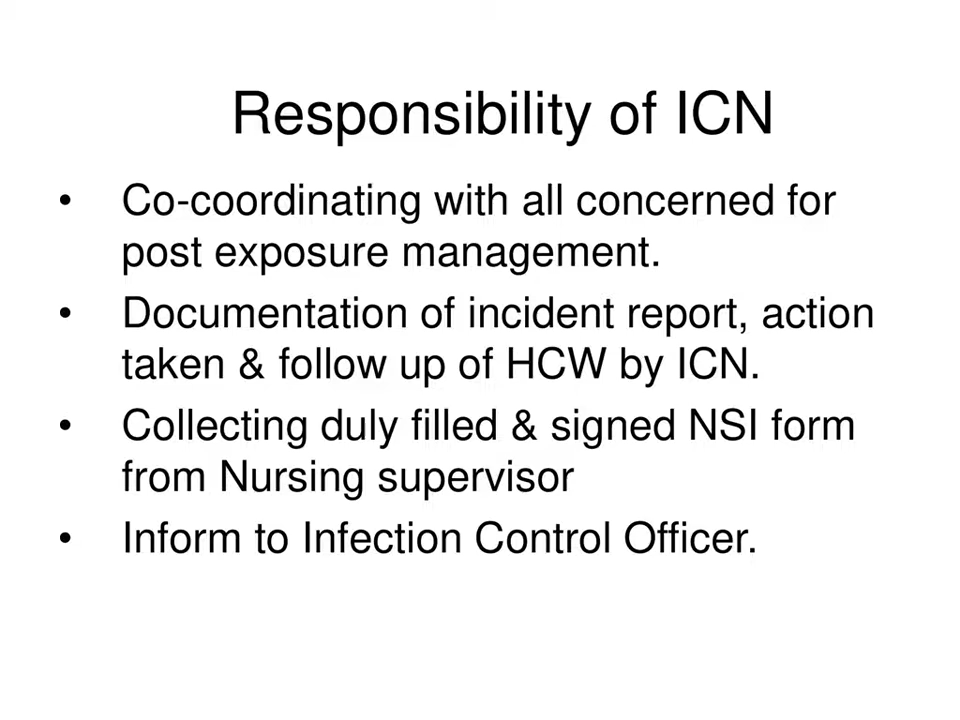 Responsibility of ICN
• Co-coordinating with all concerned for
post exposure management.
• Documentation of incident report, action
taken & follow up of HCW by ICN.
• Collecting duly filled & signed NSI form
from Nursing supervisor
• Inform to Infection Control Officer.